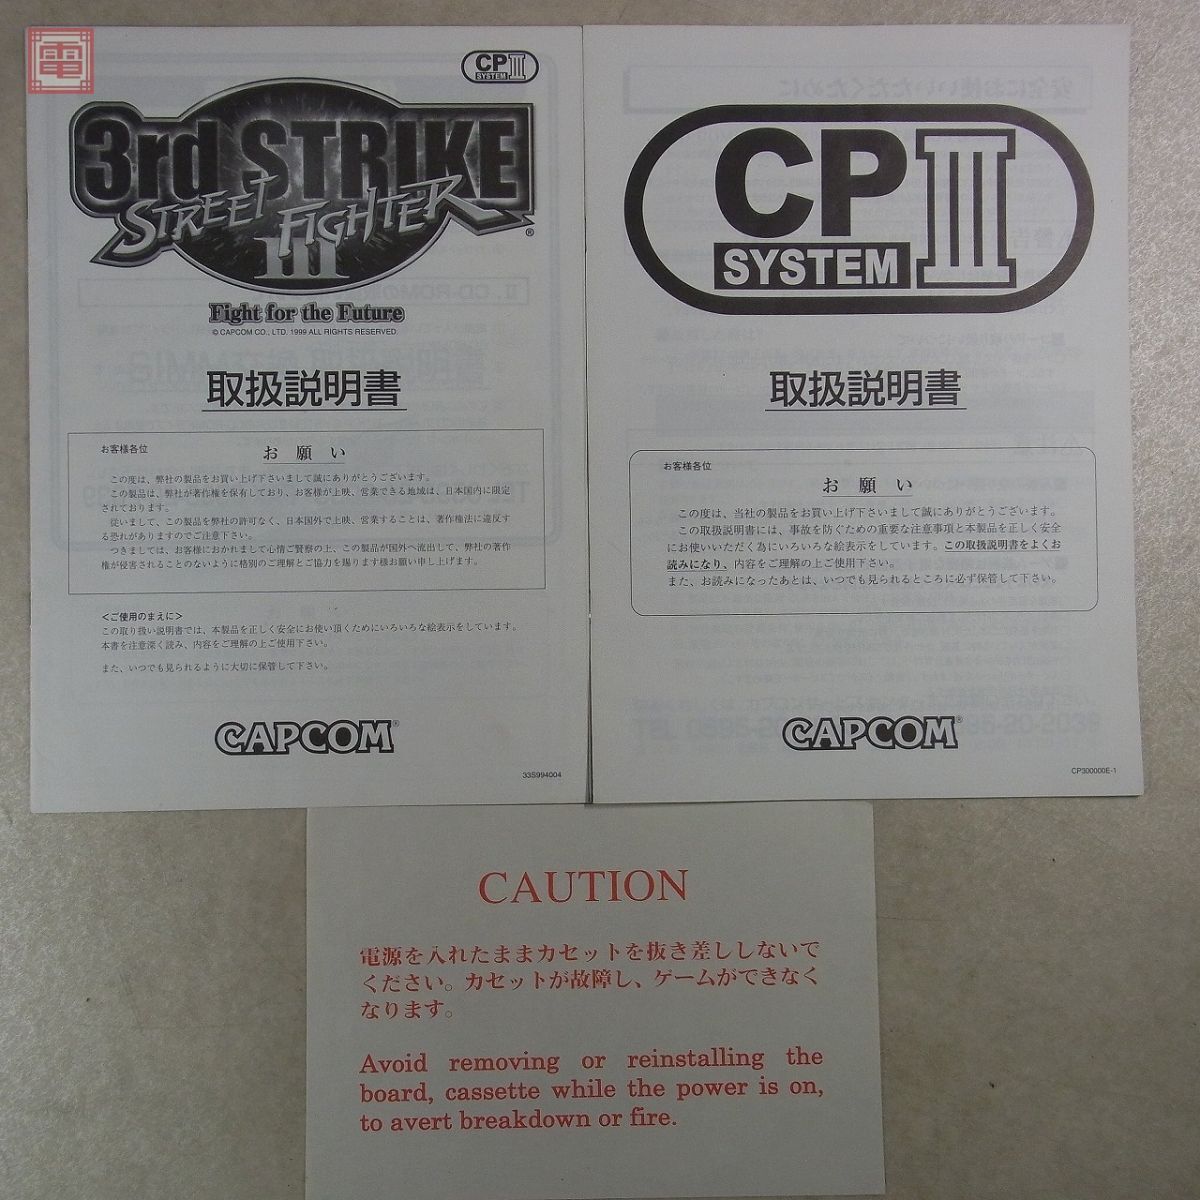 電
CP
SYSTEM III
3rd STRIKE
STREET FIGHTER
III
®
Fight for the Future
© CAPCOM CO., LTD. 1999 ALL RIGHTS RESERVED.
取扱説明書
お客様各位
お願い
この度は、弊社の製品をお買い上げ下さいまして誠にありがとうございます。
この製品は、弊社が著作権を保有しており、お客様が上映、営業できる地域は、日本国内に限定
されております。
従いまして、この製品を弊社の許可なく、日本国外で上映、営業することは、著作権法に違反す
る恐れがありますのでご注意下さい。
つきましては、お客様におかれまして心情ご賢察の上、この製品が国外へ流出して、弊社の著作
権が侵害されることのないように格別のご理解とご協力を賜ります様お願い申し上げます。
<ご使用のまえに>
この取り扱い説明書では、本製品を正しく安全にお使い頂くためにいろいろな絵表示をしています。
本書を注意深く読み、内容をご理解の上ご使用下さい。
また、いつでも見られるように大切に保管して下さい。
CAPCOM®
33S994004
CP
SYSTEM III
取扱説明書
お客様各位
お願い
この度は、当社の製品をお買い上げ下さいまして誠にありがとうございます。
この取扱説明書には、事故を防ぐための重要な注意事項と本製品を正しく安全
にお使いいただく為にいろいろな絵表示をしています。この取扱説明書をよくお
読みになり、内容をご理解の上ご使用下さい。
また、お読みになったあとは、いつでも見られるところに必ず保管して下さい。
CAPCOM®
CP300000E-1
CAUTION
電源を入れたままカセットを抜き差ししないで
ください。カセットが故障し、ゲームができなく
なります。
Avoid removing or reinstalling the
board, cassette while the power is on,
to avert breakdown or fire.